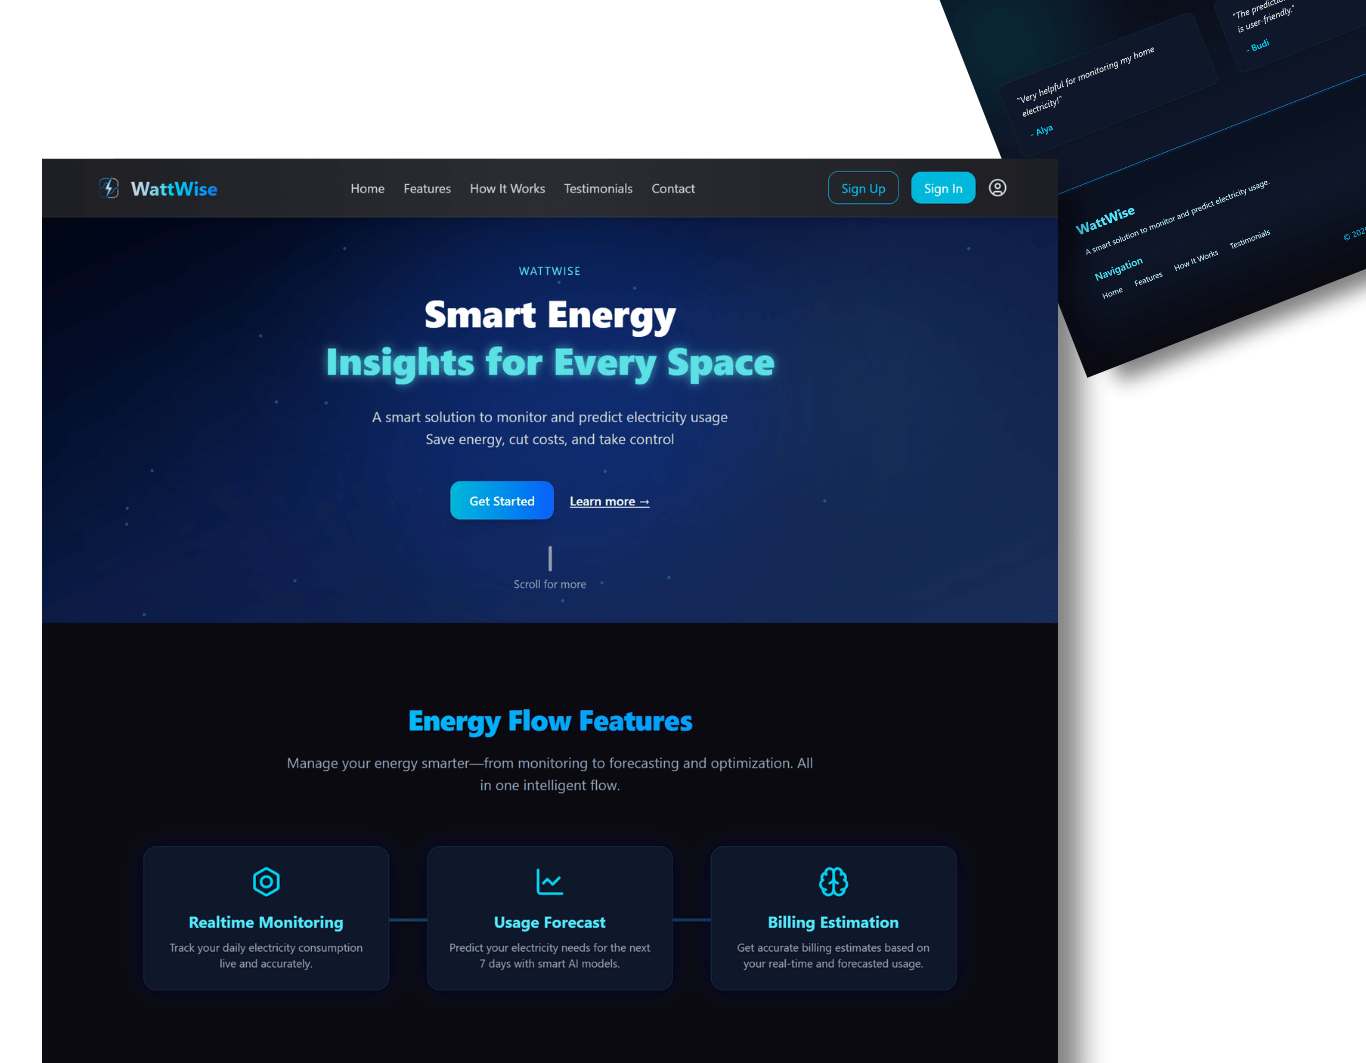 WattWise
Home
Features
How It Works
Testimonials
Contact
Sign Up
Sign In
WATTWISE
Smart Energy
Insights for Every Space
A smart solution to monitor and predict electricity usage
Save energy, cut costs, and take control
Get Started
Learn more →
Scroll for more
Energy Flow Features
Manage your energy smarter—from monitoring to forecasting and optimization. All
in one intelligent flow.
Realtime Monitoring
Track your daily electricity consumption
live and accurately.
Usage Forecast
Predict your electricity needs for the next
7 days with smart AI models.
Billing Estimation
Get accurate billing estimates based on
your real-time and forecasted usage.
"Very helpful for monitoring my home
electricity!"
- Alya
"The
is user-friendly."
- Budi
WattWise
A smart solution to monitor and predict electricity usage.
Navigation
Home
Features
How It Works
Testimonials
©